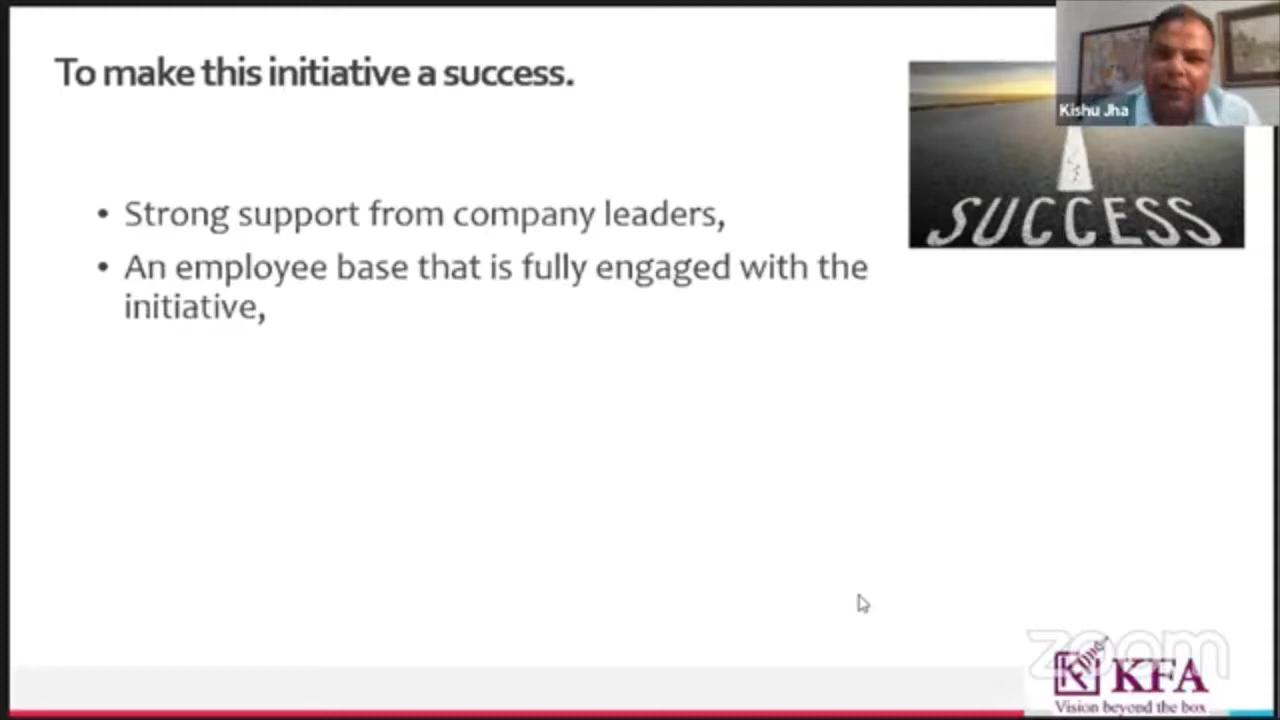 To make this initiative a success.
Kishu Jha
SUCCESS
• Strong support from company leaders,
• An employee base that is fully engaged with the
initiative,
zoom
KFA
Vision beyond the box